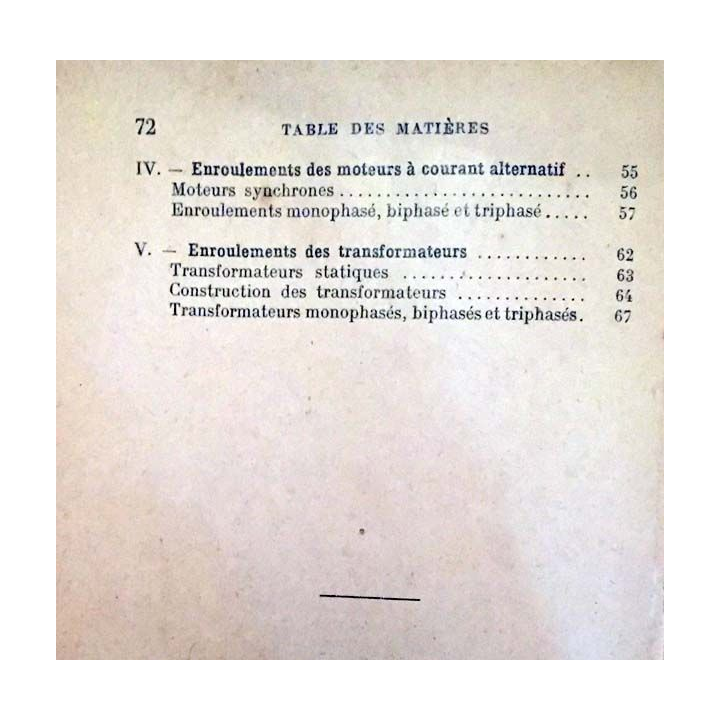 72 TABLE DES MATIÈRES
IV. — Enroulements des moteurs à courant alternatif .. 55
Moteurs synchrones .......................... 56
Enroulements monophasé, biphasé et triphasé ..... 57
V. — Enroulements des transformateurs ............ 62
Transformateurs statiques .................... 63
Construction des transformateurs .............. 64
Transformateurs monophasés, biphasés et triphasés. 67